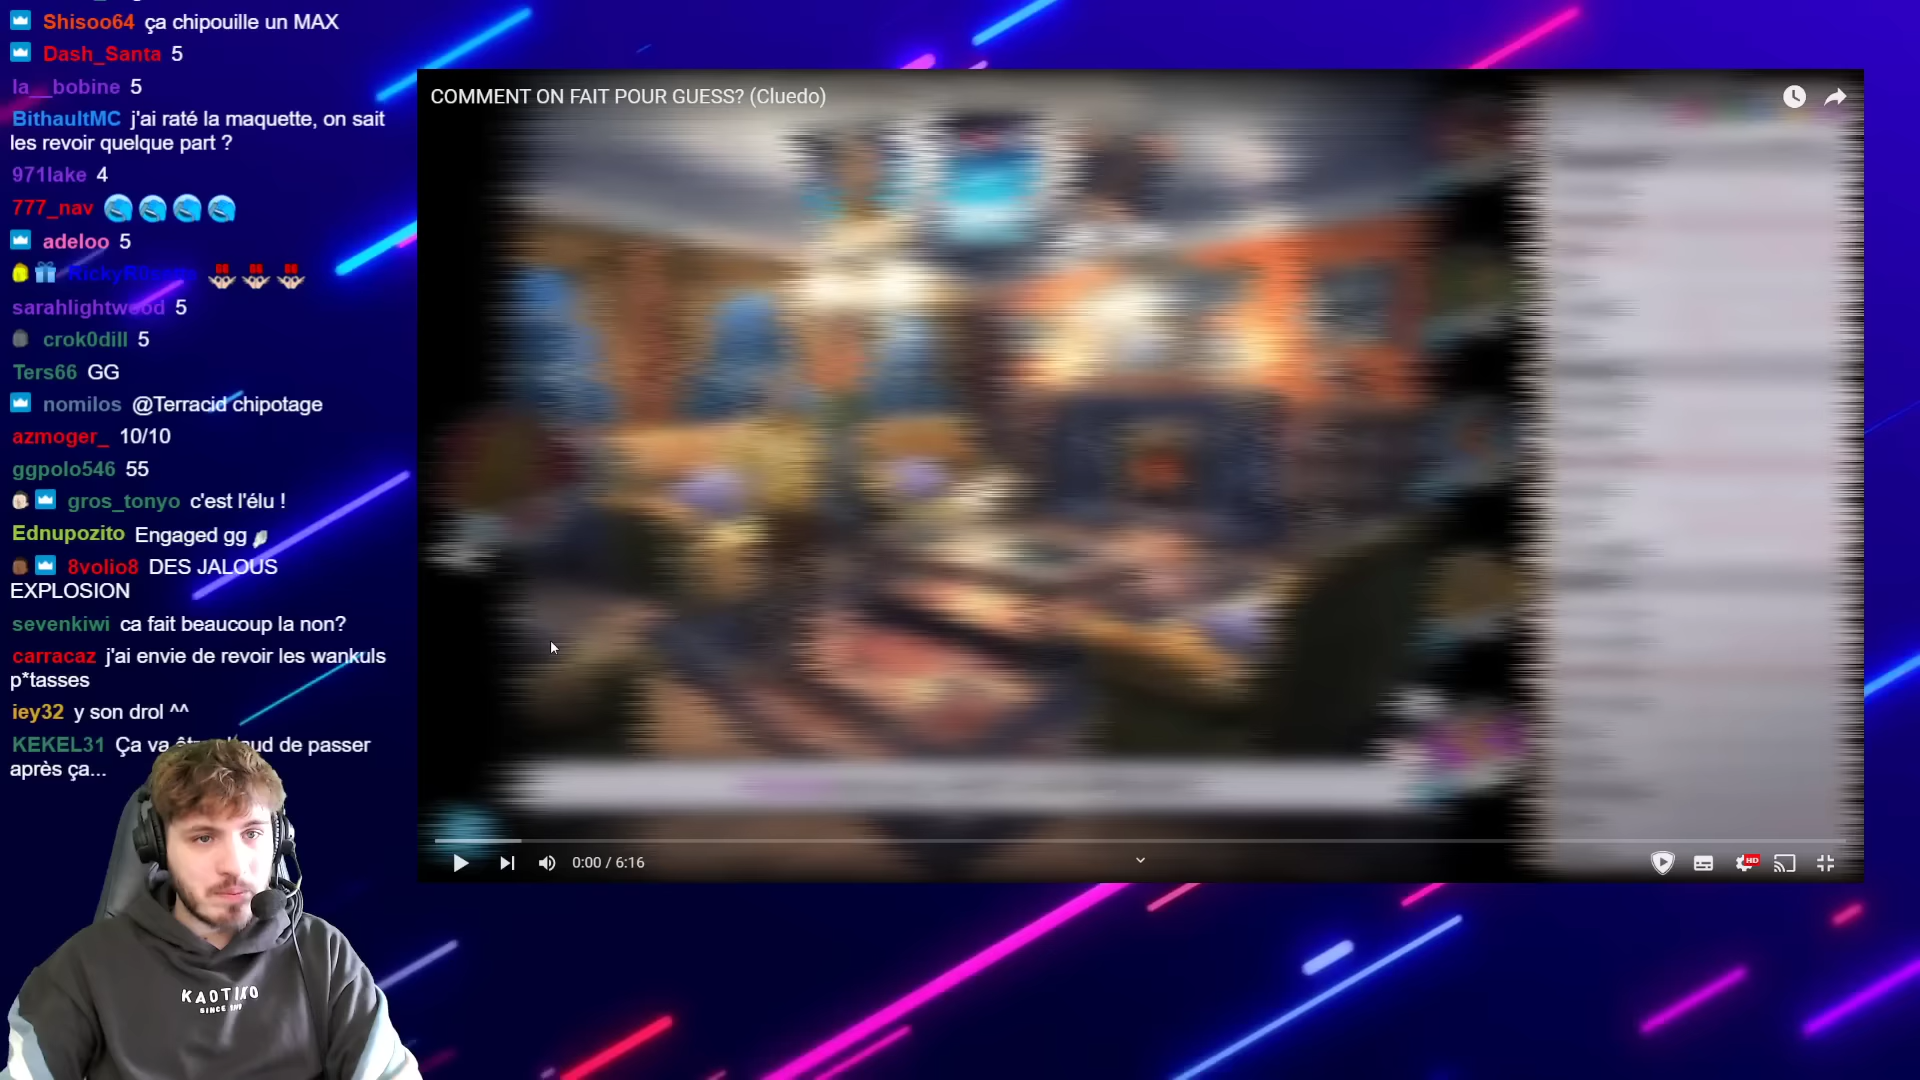 Shisoo64 ça chipouille un MAX
Dash_Santa 5
la__bobine 5
BithaultMC j'ai raté la maquette, on sait
les revoir quelque part ?
971lake 4
777_nav
adeloo 5
sarahlightwood 5
crok0dill 5
Ters66 GG
nomilos @Terracid chipotage
azmoger_ 10/10
ggpolo546 55
gros_tonyo c'est l'élu !
Ednupozito Engaged gg
8volio8 DES JALOUS
EXPLOSION
sevenkiwi ca fait beaucoup la non?
carracaz j'ai envie de revoir les wankuls
p*tasses
iey32 y son drol ^^
KEKEL31 Ça va de passer
après ça...
KAOTIKO
SINCE
COMMENT ON FAIT POUR GUESS? (Cluedo)
0:00 / 6:16
HD